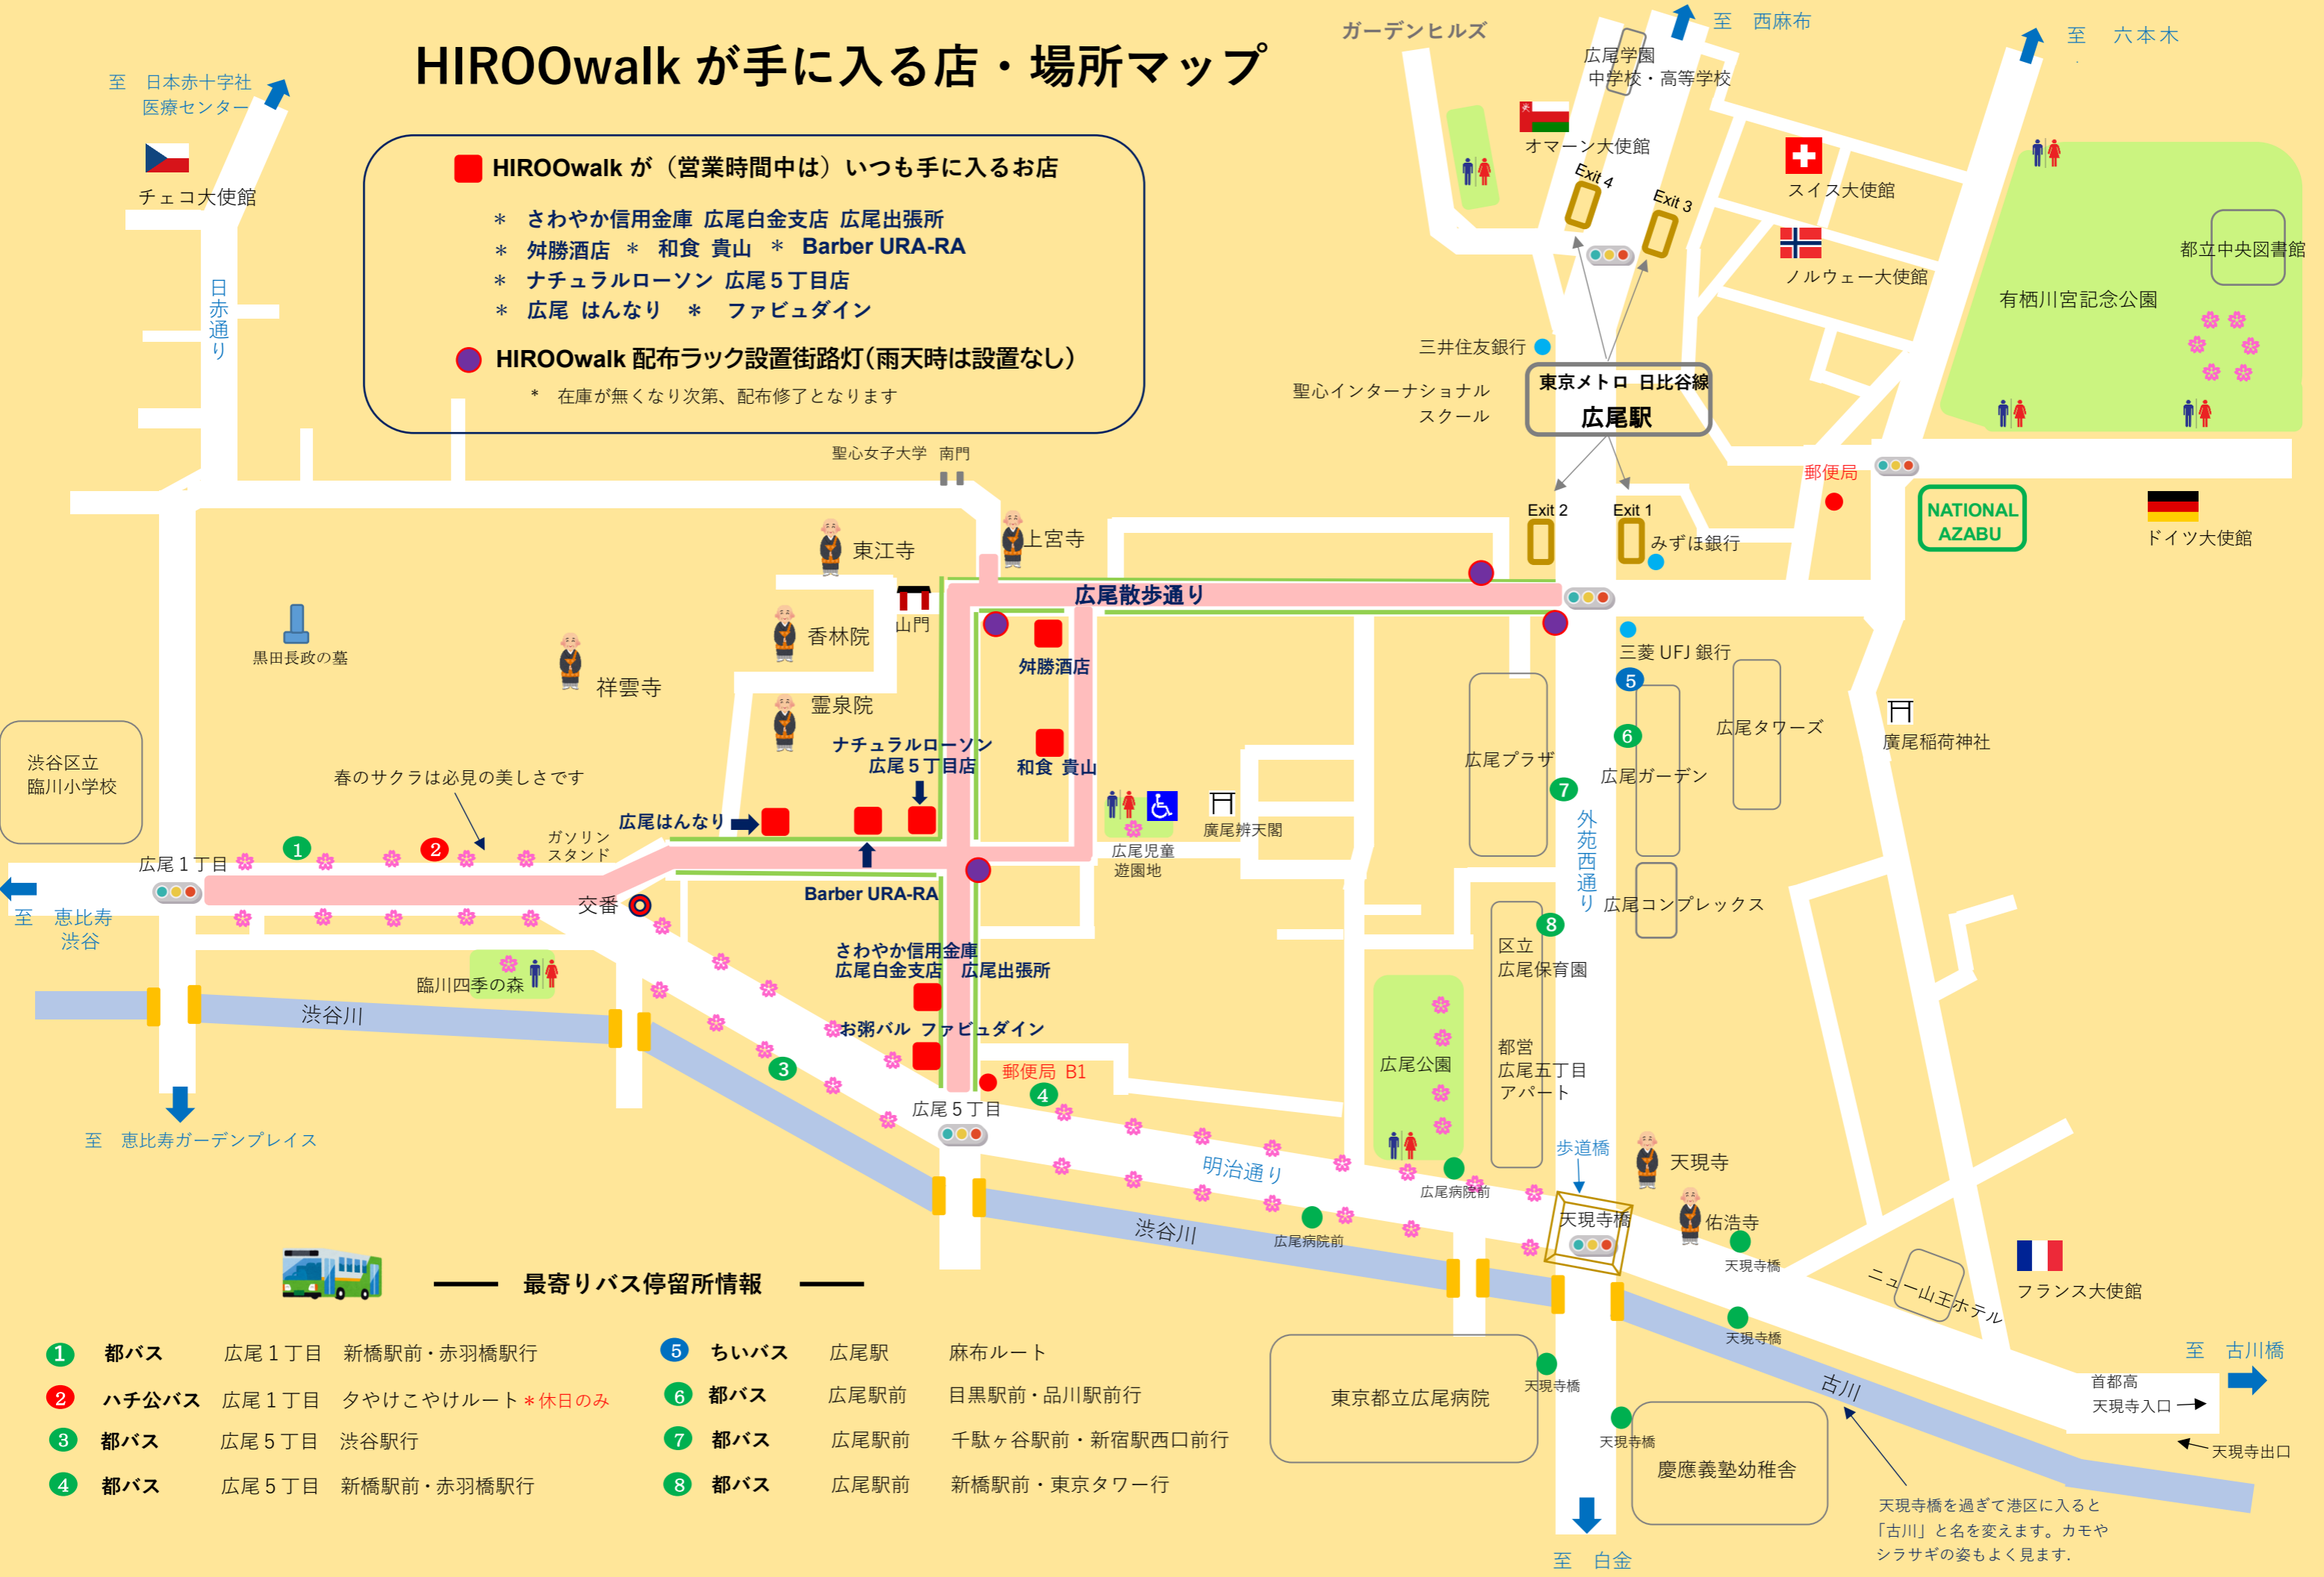 HIROOwalk が手に入る店・場所マップ
HIROOwalk が（営業時間中は）いつも手に入るお店
＊ さわやか信用金庫 広尾白金支店 広尾出張所
＊ 舛勝酒店 ＊ 和食 貴山 ＊ Barber URA-RA
＊ ナチュラルローソン 広尾５丁目店
＊ 広尾 はんなり ＊ ファビュダイン
HIROOwalk 配布ラック設置街路灯（雨天時は設置なし）
* 在庫が無くなり次第、配布修了となります
至 日本赤十字社
医療センター
チェコ大使館
日赤通り
ガーデンヒルズ
広尾学園
中学校・高等学校
至 西麻布
至 六本木
オマーン大使館
スイス大使館
ノルウェー大使館
Exit 4
Exit 3
都立中央図書館
有栖川宮記念公園
三井住友銀行
聖心インターナショナル
スクール
東京メトロ 日比谷線
広尾駅
郵便局
NATIONAL
AZABU
ドイツ大使館
Exit 2
Exit 1
みずほ銀行
聖心女子大学 南門
上宮寺
東江寺
山門
香林院
霊泉院
祥雲寺
黒田長政の墓
広尾散歩通り
舛勝酒店
和食 貴山
ナチュラルローソン
広尾５丁目店
広尾はんなり
Barber URA-RA
三菱 UFJ 銀行
5
6
7
8
広尾プラザ
広尾ガーデン
広尾タワーズ
廣尾稲荷神社
外苑西通り
広尾コンプレックス
廣尾辨天閣
広尾児童
遊園地
渋谷区立
臨川小学校
春のサクラは必見の美しさです
ガソリン
スタンド
1
2
広尾１丁目
至 恵比寿
渋谷
交番
臨川四季の森
渋谷川
至 恵比寿ガーデンプレイス
さわやか信用金庫
広尾白金支店 広尾出張所
お粥バル ファビュダイン
3
郵便局 B1
4
広尾５丁目
区立
広尾保育園
都営
広尾五丁目
アパート
広尾公園
明治通り
渋谷川
広尾病院前
広尾病院前
歩道橋
天現寺橋
天現寺
佑浩寺
天現寺橋
天現寺橋
天現寺橋
天現寺橋
ニュー山王ホテル
フランス大使館
至 古川橋
首都高
天現寺入口
天現寺出口
古川
東京都立広尾病院
慶應義塾幼稚舎
至 白金
天現寺橋を過ぎて港区に入ると
「古川」と名を変えます。カモや
シラサギの姿もよく見ます.
最寄りバス停留所情報
1 都バス 広尾１丁目 新橋駅前・赤羽橋駅行
2 ハチ公バス 広尾１丁目 夕やけこやけルート＊休日のみ
3 都バス 広尾５丁目 渋谷駅行
4 都バス 広尾５丁目 新橋駅前・赤羽橋駅行
5 ちいバス 広尾駅 麻布ルート
6 都バス 広尾駅前 目黒駅前・品川駅前行
7 都バス 広尾駅前 千駄ヶ谷駅前・新宿駅西口前行
8 都バス 広尾駅前 新橋駅前・東京タワー行